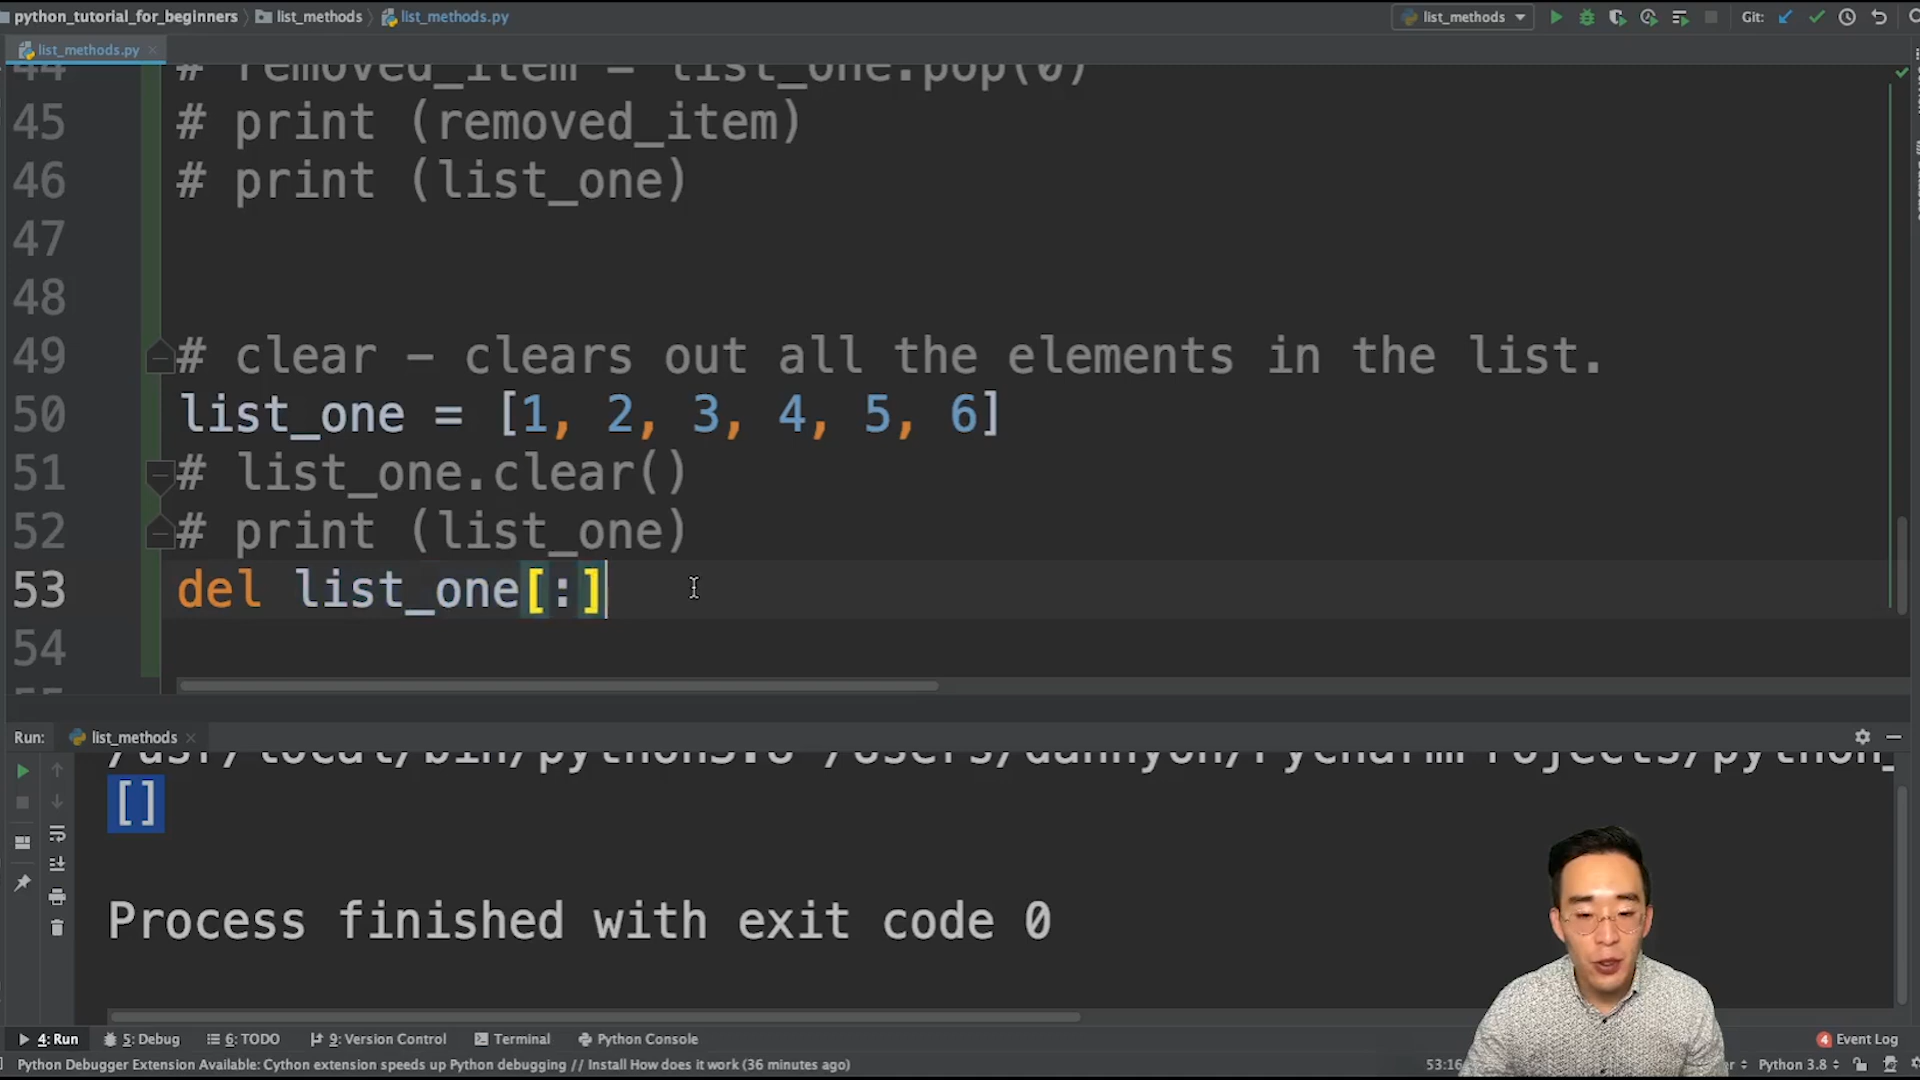 python_tutorial_for_beginners list_methods list_methods.py list_methods Git:
list_methods.py
44 # removed_item = list_one.pop(0)
45 # print (removed_item)
46 # print (list_one)
47
48
49 # clear - clears out all the elements in the list.
50 list_one = [1, 2, 3, 4, 5, 6]
51 # list_one.clear()
52 # print (list_one)
53 del list_one[:]
54
55
Run: list_methods
/usr/local/bin/python3.8 /Users/dannyoh/PycharmProjects/python_
[]
Process finished with exit code 0
4: Run 5: Debug 6: TODO 9: Version Control Terminal Python Console 4 Event Log
Python Debugger Extension Available: Cython extension speeds up Python debugging // Install How does it work (36 minutes ago) 53:16 Python 3.8